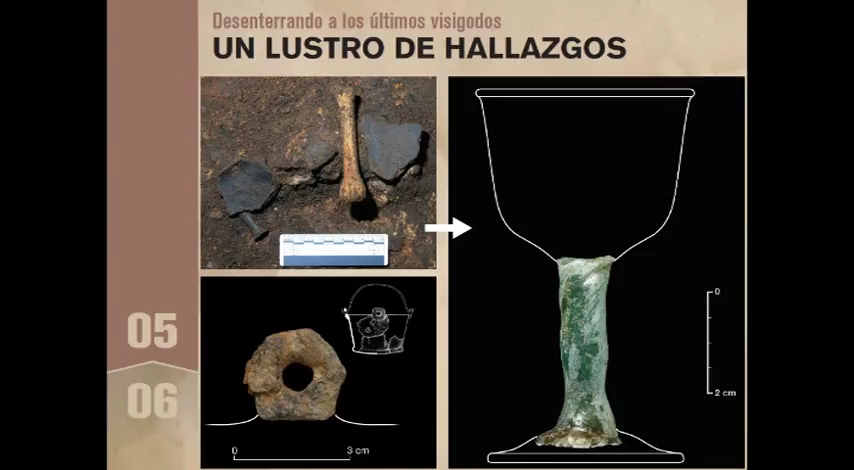 Desenterrando a los últimos visigodos
UN LUSTRO DE HALLAZGOS
05
06
0
3 cm
0
2 cm